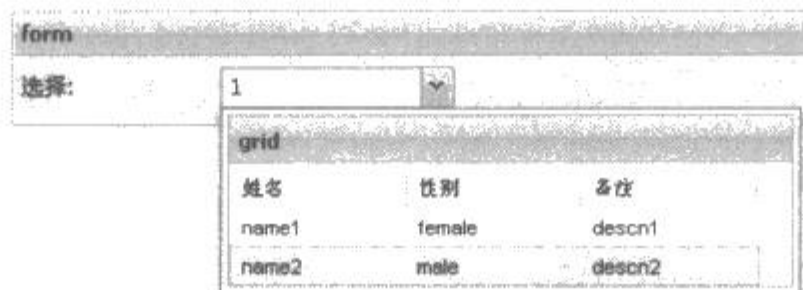 form
选择:
1
grid
姓名 性别 备注
name1 female descn1
name2 male descn2